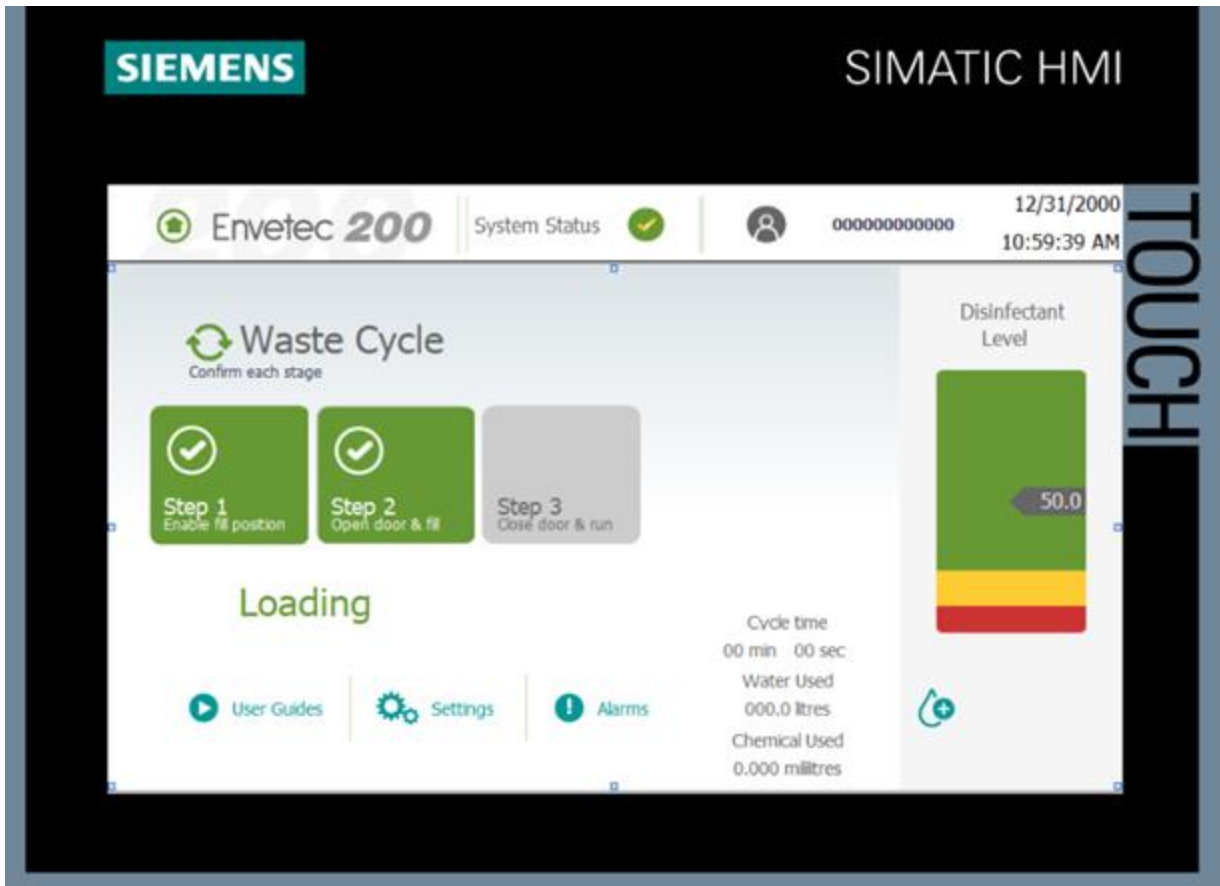 SIEMENS
SIMATIC HMI
TOUCH
Envetec 200
System Status
000000000000
12/31/2000
10:59:39 AM
Waste Cycle
Confirm each stage
Step 1
Enable fill position
Step 2
Open door & fill
Step 3
Close door & run
Loading
User Guides
Settings
Alarms
Cycle time
00 min 00 sec
Water Used
000.0 litres
Chemical Used
0.000 millitres
Disinfectant
Level
50.0